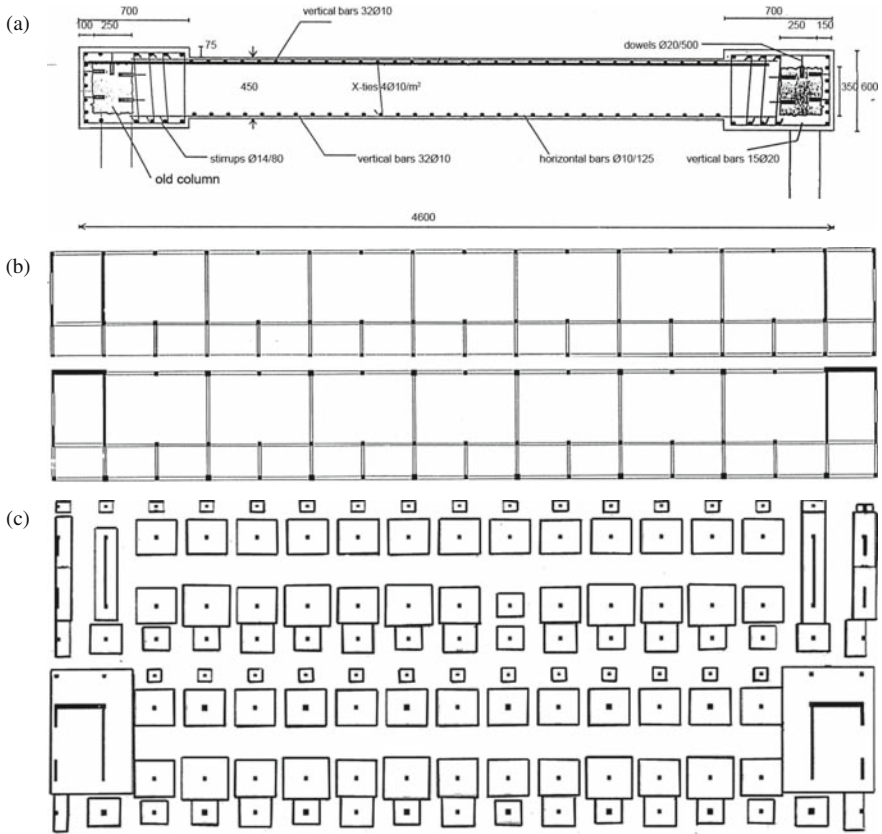 (a)
700
vertical bars 32Ø10
700
100 250
75
dowels Ø20/500
250 150
450
X-ties 4Ø10/m²
350 600
stirrups Ø14/80
vertical bars 32Ø10
horizontal bars Ø10/125
vertical bars 15Ø20
old column
4600
(b)
(c)